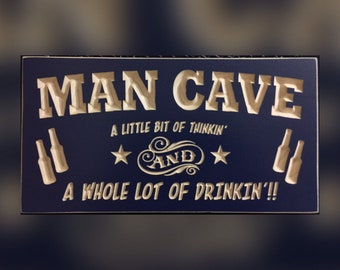 MAN CAVE
A LITTLE BIT OF THINKIN'
AND
A WHOLE LOT OF DRINKIN'!!